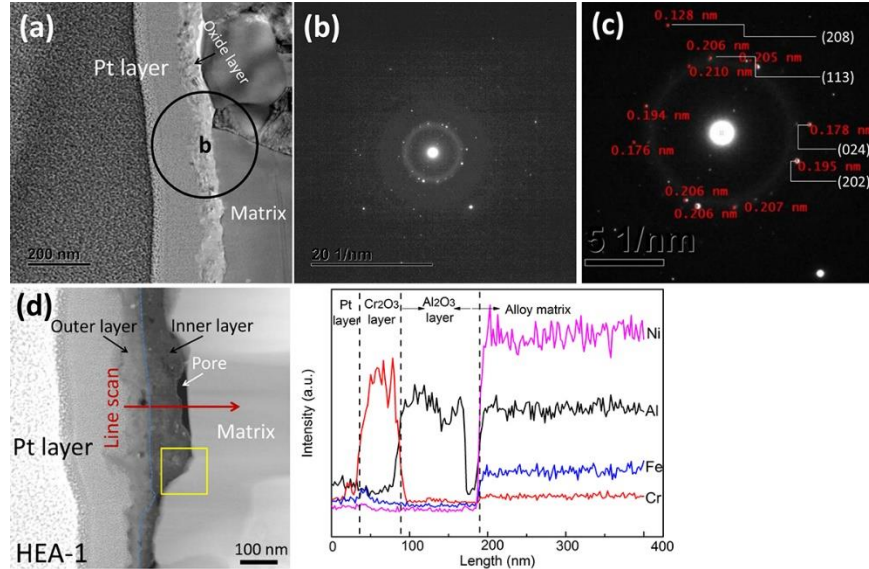 (a)
Oxide layer
Pt layer
b
Matrix
200 nm
(b)
20 1/nm
(c)
0.128 nm
(208)
0.206 nm
0.205 nm
0.210 nm
(113)
0.194 nm
0.178 nm
0.176 nm
(024)
0.195 nm
(202)
0.206 nm
0.206 nm
0.207 nm
5 1/nm
(d)
Outer layer
Inner layer
Pore
Line scan
Matrix
Pt layer
HEA-1
100 nm
Pt
layer
Cr2O3
layer
Al2O3
layer
Alloy matrix
Ni
Al
Fe
Cr
Intensity (a.u.)
0 100 200 300 400
Length (nm)